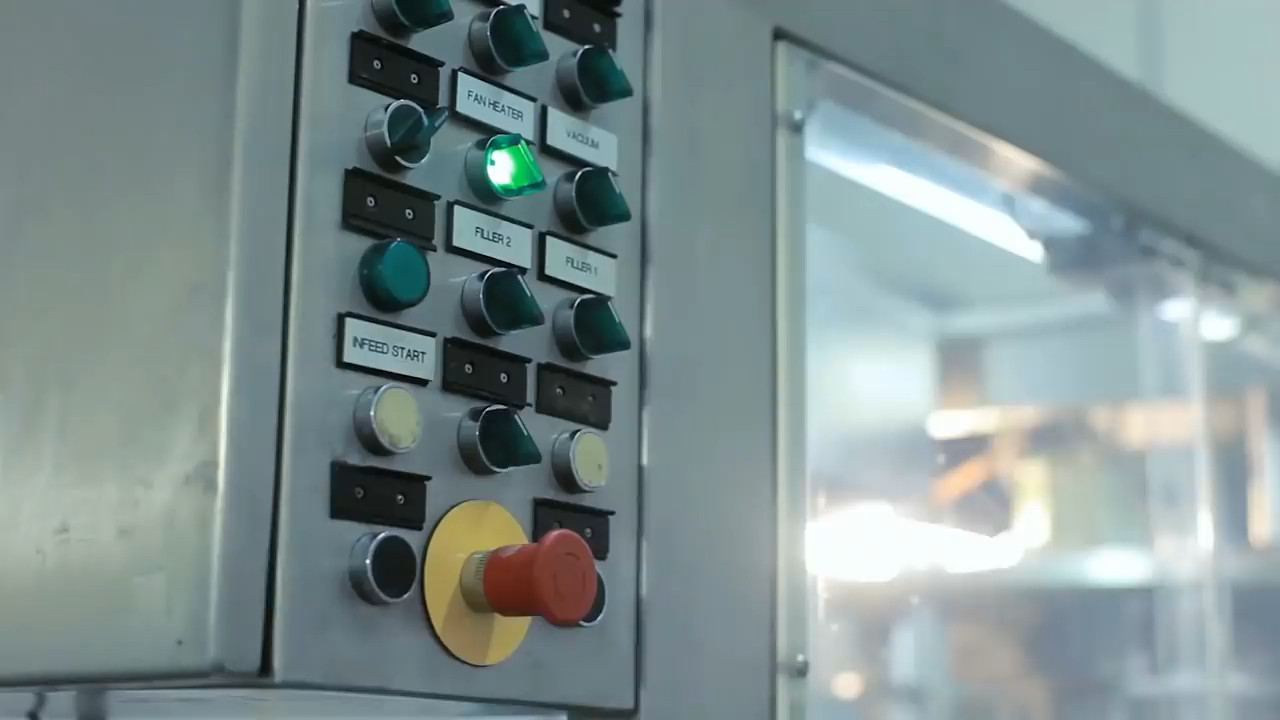 FAN HEATER
VACUUM
FILLER 2
FILLER 1
INFEED START